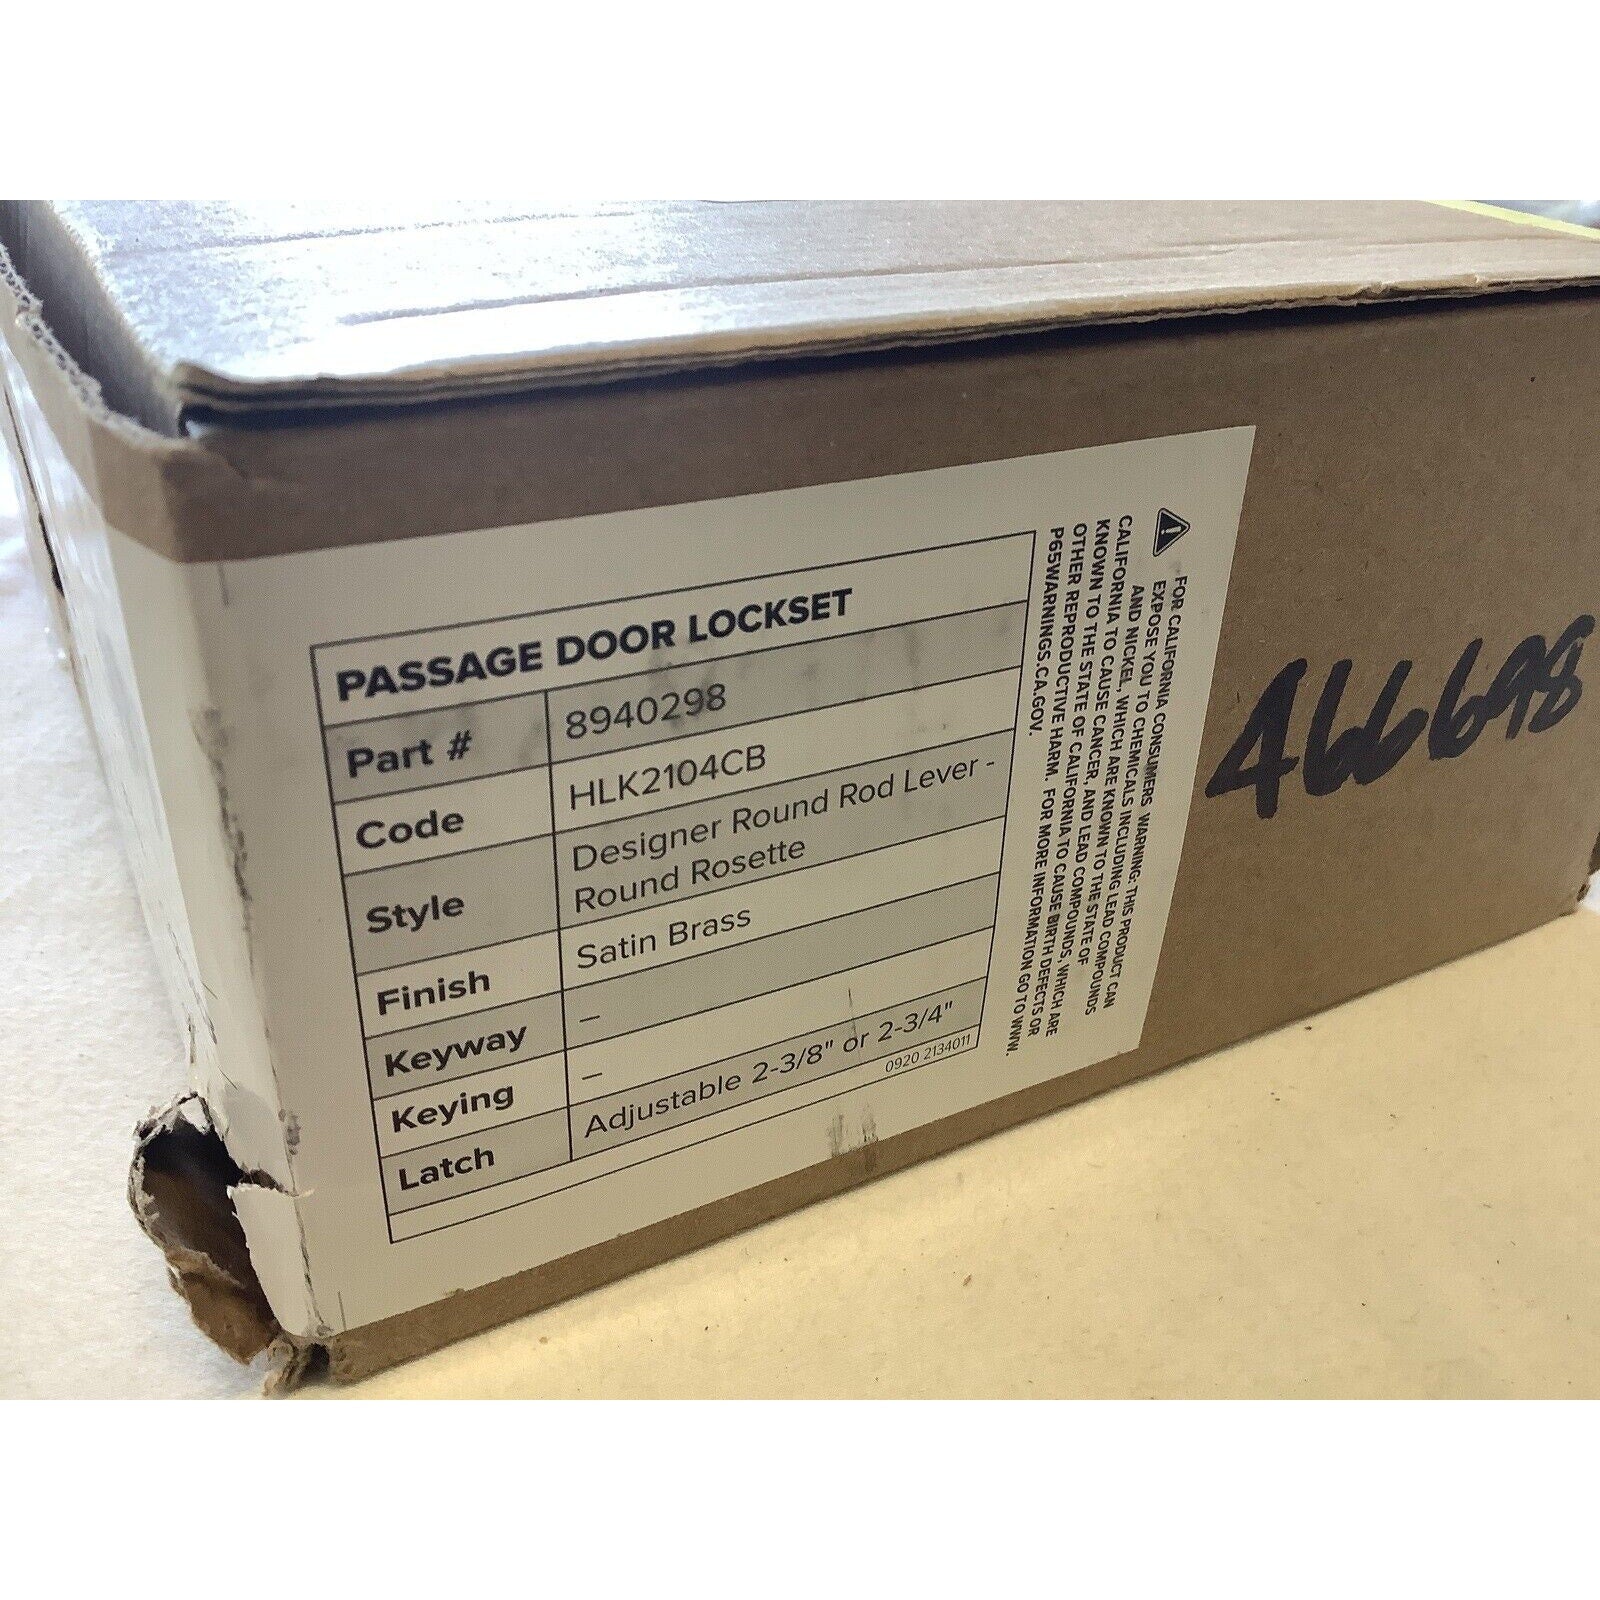 PASSAGE DOOR LOCKSET
Part # 8940298
Code HLK2104CB
Style Designer Round Rod Lever -
Round Rosette
Finish Satin Brass
Keyway –
Keying –
Latch Adjustable 2-3/8" or 2-3/4"
0920 2134011
FOR CALIFORNIA CONSUMERS WARNING: THIS PRODUCT CAN
EXPOSE YOU TO CHEMICALS INCLUDING LEAD COMPOUNDS
AND NICKEL, WHICH ARE KNOWN TO THE STATE OF
CALIFORNIA TO CAUSE CANCER, AND LEAD COMPOUNDS
KNOWN TO THE STATE OF CALIFORNIA TO CAUSE BIRTH DEFECTS OR
OTHER REPRODUCTIVE HARM. FOR MORE INFORMATION GO TO WWW.
P65WARNINGS.CA.GOV.
466698